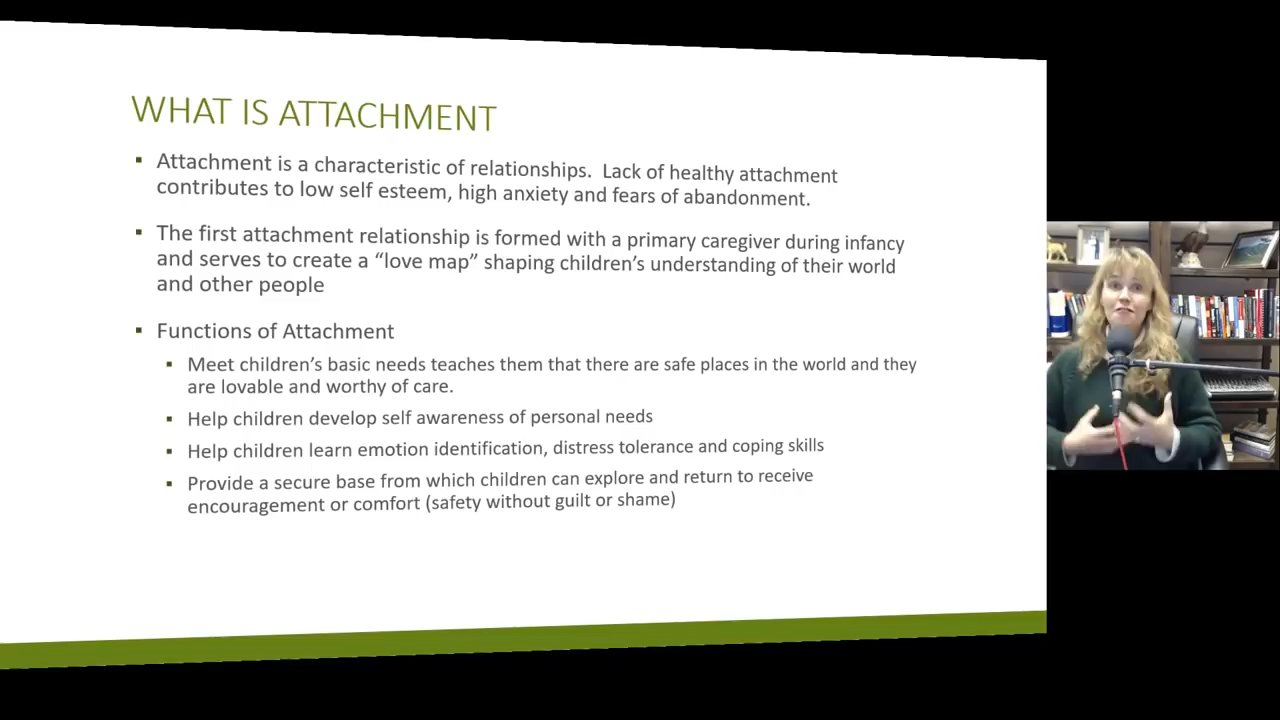 WHAT IS ATTACHMENT
Attachment is a characteristic of relationships. Lack of healthy attachment
contributes to low self esteem, high anxiety and fears of abandonment.
The first attachment relationship is formed with a primary caregiver during infancy
and serves to create a “love map” shaping children’s understanding of their world
and other people
Functions of Attachment
Meet children’s basic needs teaches them that there are safe places in the world and they
are lovable and worthy of care.
Help children develop self awareness of personal needs
Help children learn emotion identification, distress tolerance and coping skills
Provide a secure base from which children can explore and return to receive
encouragement or comfort (safety without guilt or shame)